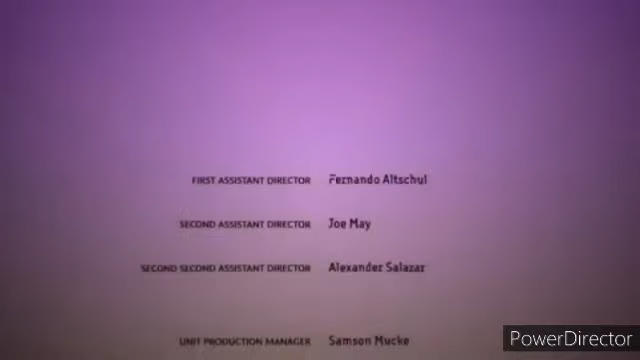 FIRST ASSISTANT DIRECTOR Fernando Altschul
SECOND ASSISTANT DIRECTOR Joe May
SECOND SECOND ASSISTANT DIRECTOR Alexander Salazar
UNIT PRODUCTION MANAGER Samson Mucke
PowerDirector